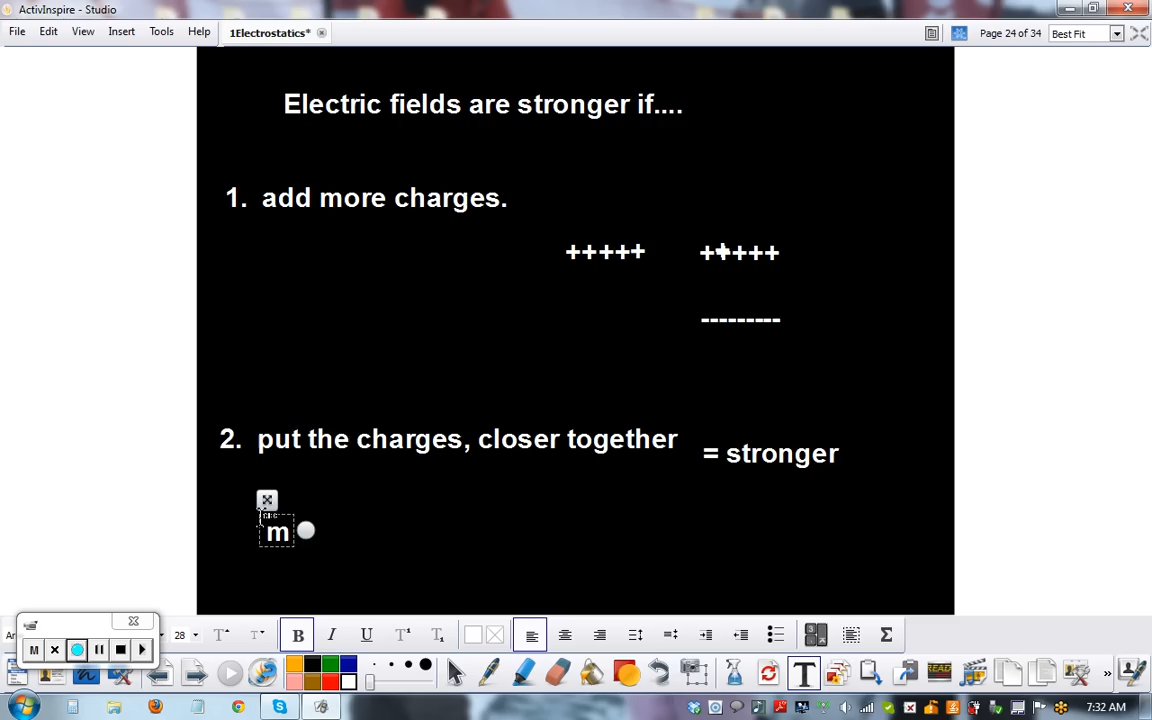 ActivInspire - Studio
File Edit View Insert Tools Help 1Electrostatics* Page 24 of 34 Best Fit
Electric fields are stronger if....
1. add more charges.
+++++ +++++
---------
2. put the charges, closer together = stronger
m
28 B I U
M
T
READ
7:32 AM